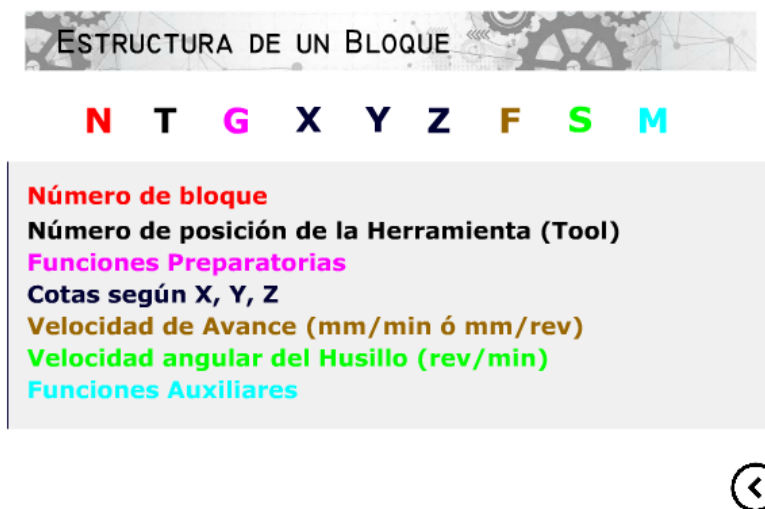 ESTRUCTURA DE UN BLOQUE
N T G X Y Z F S M
Número de bloque
Número de posición de la Herramienta (Tool)
Funciones Preparatorias
Cotas según X, Y, Z
Velocidad de Avance (mm/min ó mm/rev)
Velocidad angular del Husillo (rev/min)
Funciones Auxiliares